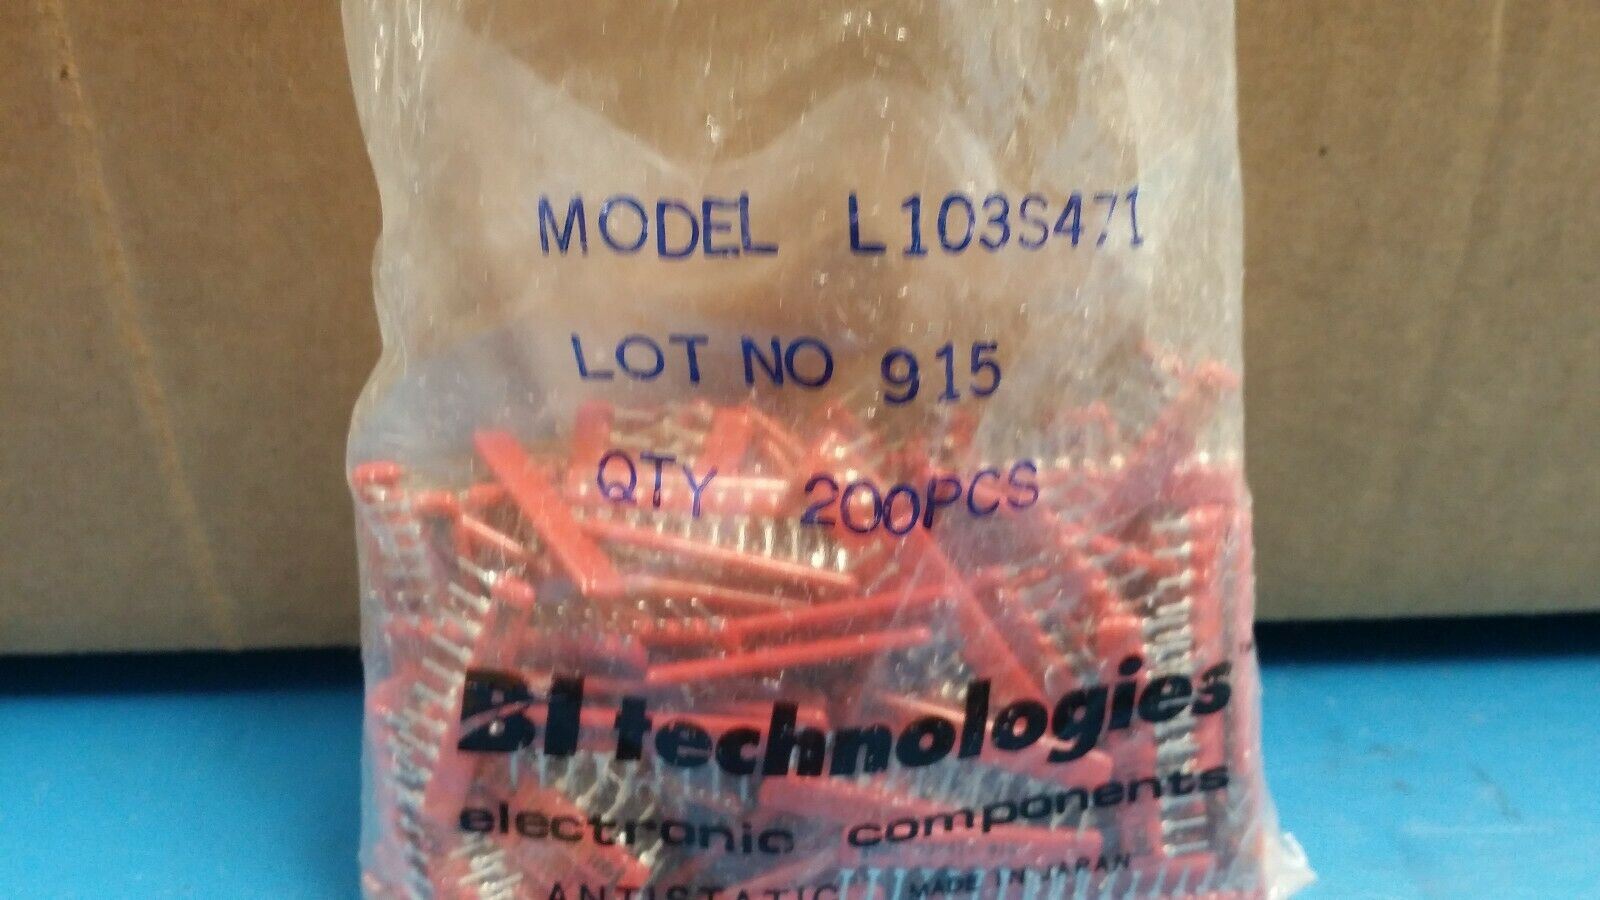 MODEL L103S471
LOT NO 915
QTY 200PCS
BI technologies
electronic components
ANTISTATIC MADE IN JAPAN